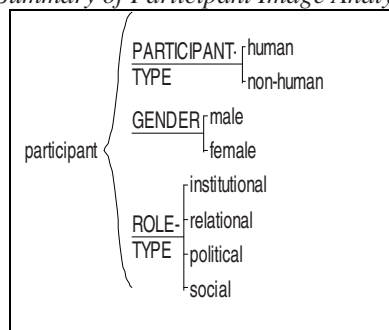 Summary of Participant Image Analy
PARTICIPANT- human
TYPE non-human
GENDER male
female
participant
institutional
ROLE- relational
TYPE political
social